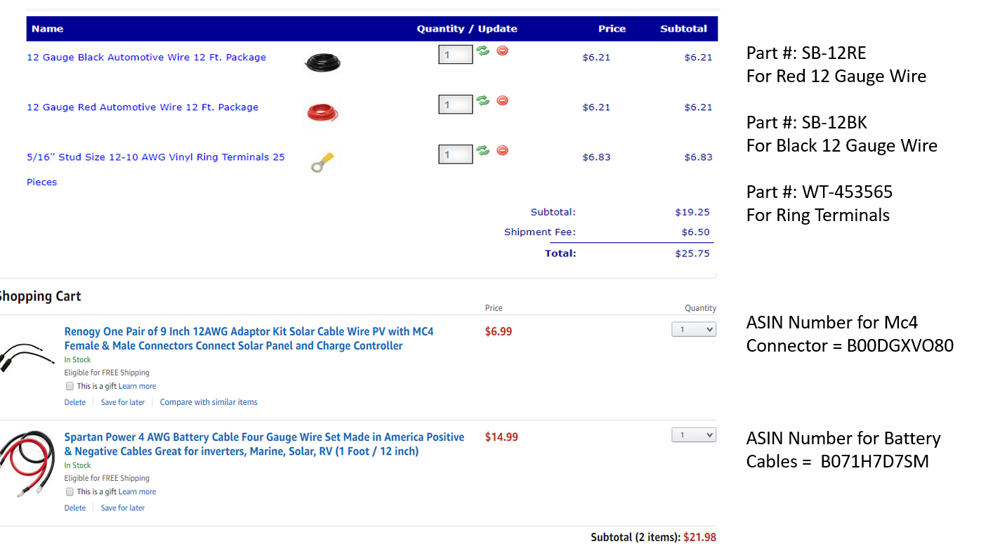 Name Quantity / Update Price Subtotal
12 Gauge Black Automotive Wire 12 Ft. Package 1 $6.21 $6.21
12 Gauge Red Automotive Wire 12 Ft. Package 1 $6.21 $6.21
5/16" Stud Size 12-10 AWG Vinyl Ring Terminals 25 1 $6.83 $6.83
Pieces
Subtotal: $19.25
Shipment Fee: $6.50
Total: $25.75
Part #: SB-12RE
For Red 12 Gauge Wire
Part #: SB-12BK
For Black 12 Gauge Wire
Part #: WT-453565
For Ring Terminals
Shopping Cart
Price Quantity
Renogy One Pair of 9 Inch 12AWG Adaptor Kit Solar Cable Wire PV with MC4 $6.99 1
Female & Male Connectors Connect Solar Panel and Charge Controller
In Stock
Eligible for FREE Shipping
This is a gift Learn more
Delete Save for later Compare with similar items
Spartan Power 4 AWG Battery Cable Four Gauge Wire Set Made in America Positive $14.99 1
& Negative Cables Great for inverters, Marine, Solar, RV (1 Foot / 12 inch)
In Stock
Eligible for FREE Shipping
This is a gift Learn more
Delete Save for later
Subtotal (2 items): $21.98
ASIN Number for Mc4
Connector = B00DGXVO80
ASIN Number for Battery
Cables = B071H7D7SM